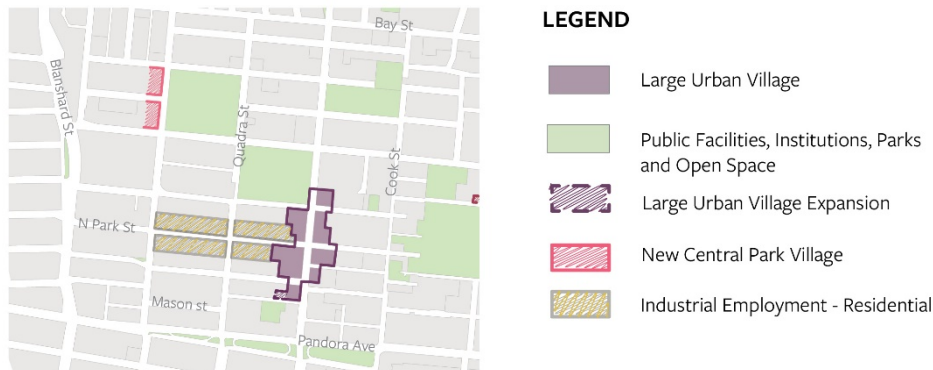 LEGEND
Bay St
Blanshard St
Large Urban Village
Quadra St
Public Facilities, Institutions, Parks
and Open Space
Cook St
Large Urban Village Expansion
N Park St
New Central Park Village
Mason st
Industrial Employment - Residential
Pandora Ave